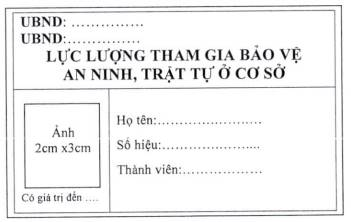 UBND: ……………
UBND:……………
LỰC LƯỢNG THAM GIA BẢO VỆ
AN NINH, TRẬT TỰ Ở CƠ SỞ
Ảnh
2cm x3cm
Có giá trị đến ….
Họ tên:……………………
Số hiệu:…………………...
Thành viên:………………